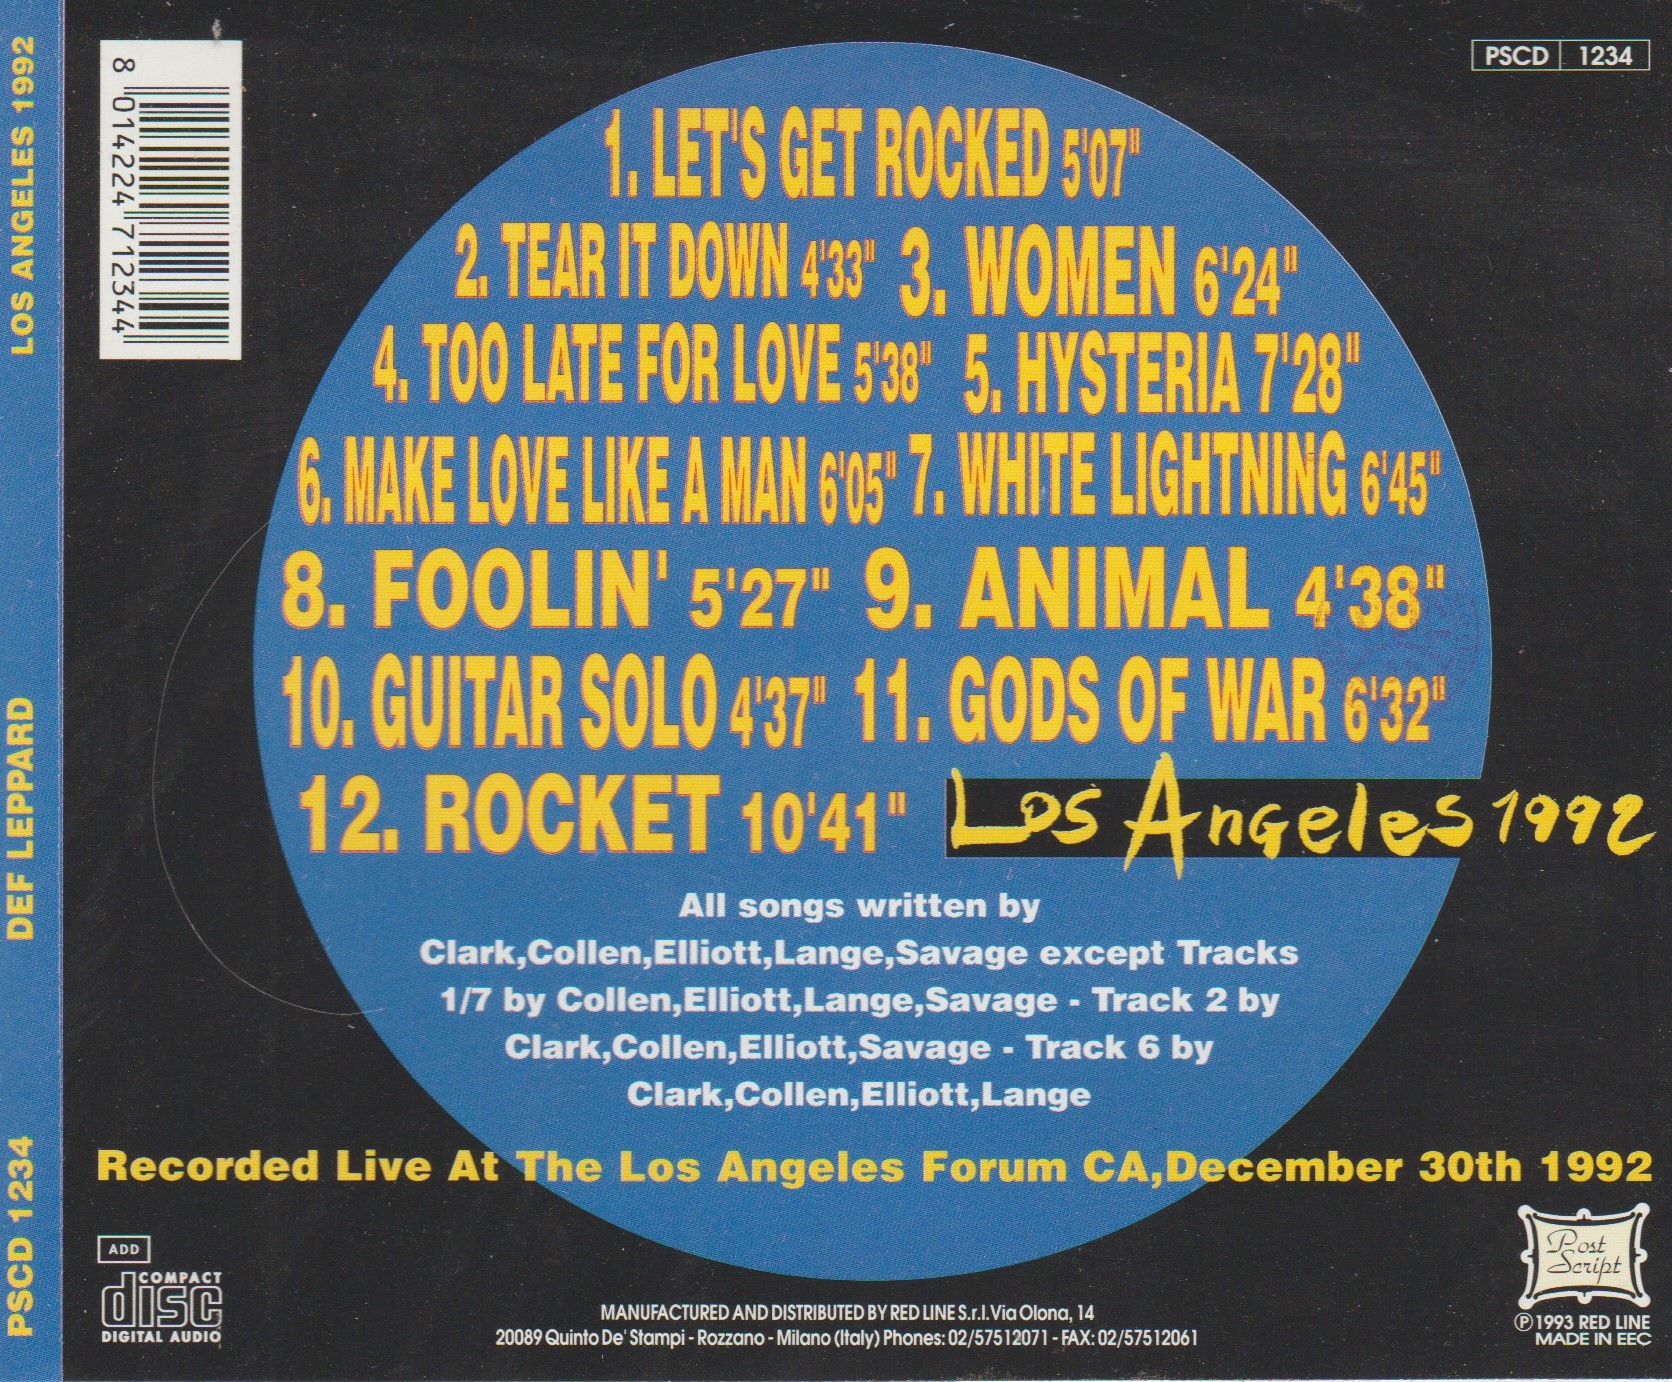 LOS ANGELES 1992
DEF LEPPARD
PSCD 1234
8 014224 712344
PSCD 1234
1. LET'S GET ROCKED 5'07"
2. TEAR IT DOWN 4'33" 3. WOMEN 6'24"
4. TOO LATE FOR LOVE 5'38" 5. HYSTERIA 7'28"
6. MAKE LOVE LIKE A MAN 6'05" 7. WHITE LIGHTNING 6'45"
8. FOOLIN' 5'27" 9. ANIMAL 4'38"
10. GUITAR SOLO 4'37" 11. GODS OF WAR 6'32"
12. ROCKET 10'41" Los Angeles 1992
All songs written by
Clark,Collen,Elliott,Lange,Savage except Tracks
1/7 by Collen,Elliott,Lange,Savage - Track 2 by
Clark,Collen,Elliott,Savage - Track 6 by
Clark,Collen,Elliott,Lange
Recorded Live At The Los Angeles Forum CA,December 30th 1992
ADD
COMPACT
disc
DIGITAL AUDIO
MANUFACTURED AND DISTRIBUTED BY RED LINE S.r.l. Via Olona, 14
20089 Quinto De' Stampi - Rozzano - Milano (Italy) Phones: 02/57512071 - FAX: 02/57512061
Post
Script
℗ 1993 RED LINE
MADE IN EEC